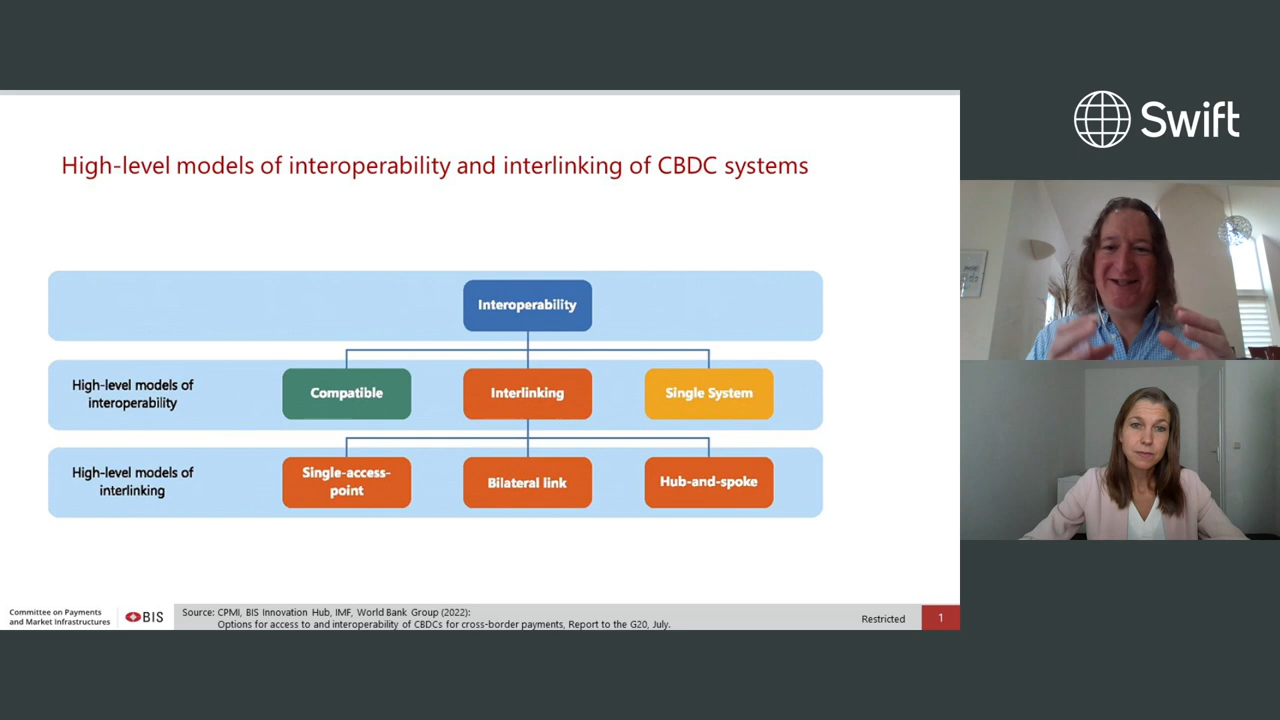 Swift
High-level models of interoperability and interlinking of CBDC systems
Interoperability
High-level models of
interoperability
Compatible
Interlinking
Single System
High-level models of
interlinking
Single-access-
point
Bilateral link
Hub-and-spoke
Committee on Payments
and Market Infrastructures
BIS
Source: CPMI, BIS Innovation Hub, IMF, World Bank Group (2022):
Options for access to and interoperability of CBDCs for cross-border payments, Report to the G20, July.
Restricted
1